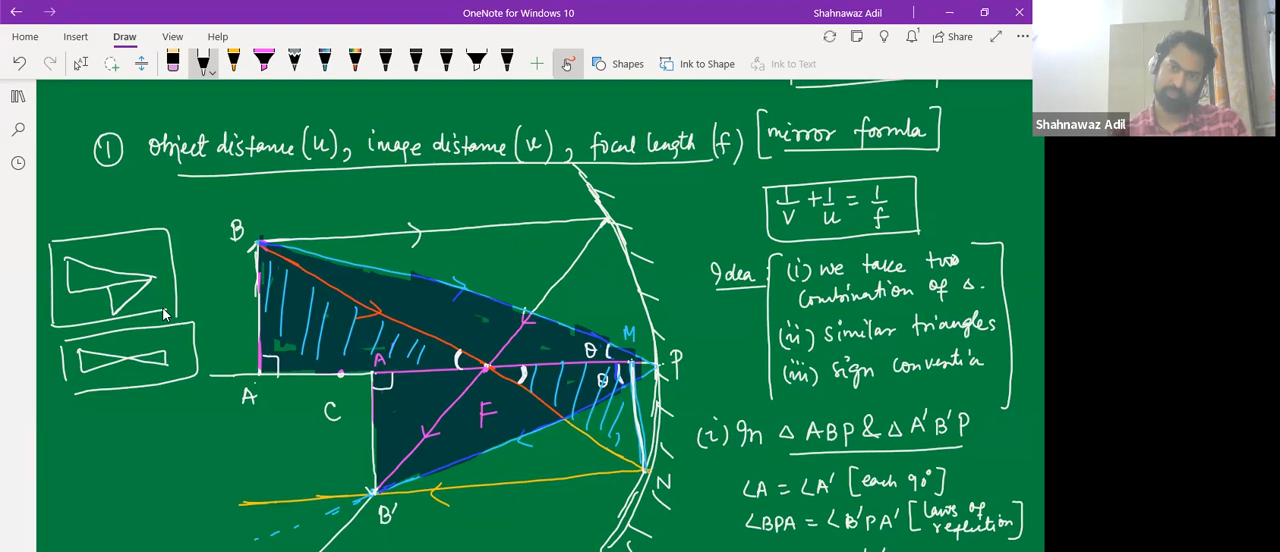 OneNote for Windows 10
Shahnawaz Adil
Home Insert Draw View Help
Share
Shapes
Ink to Shape
Ink to Text
Shahnawaz Adil
① object distance (u), image distance (v), focal length (f) [mirror formula]
1/v + 1/u = 1/f
Idea: (i) we take two
combination of Δ.
(ii) similar triangles
(iii) sign conventia
(i) In Δ ABP & Δ A'B'P
∠A = ∠A' [each 90°]
∠BPA = ∠B'PA' [laws of
reflection]
B
M
θ
P
A'
θ
A
C
F
N
B'